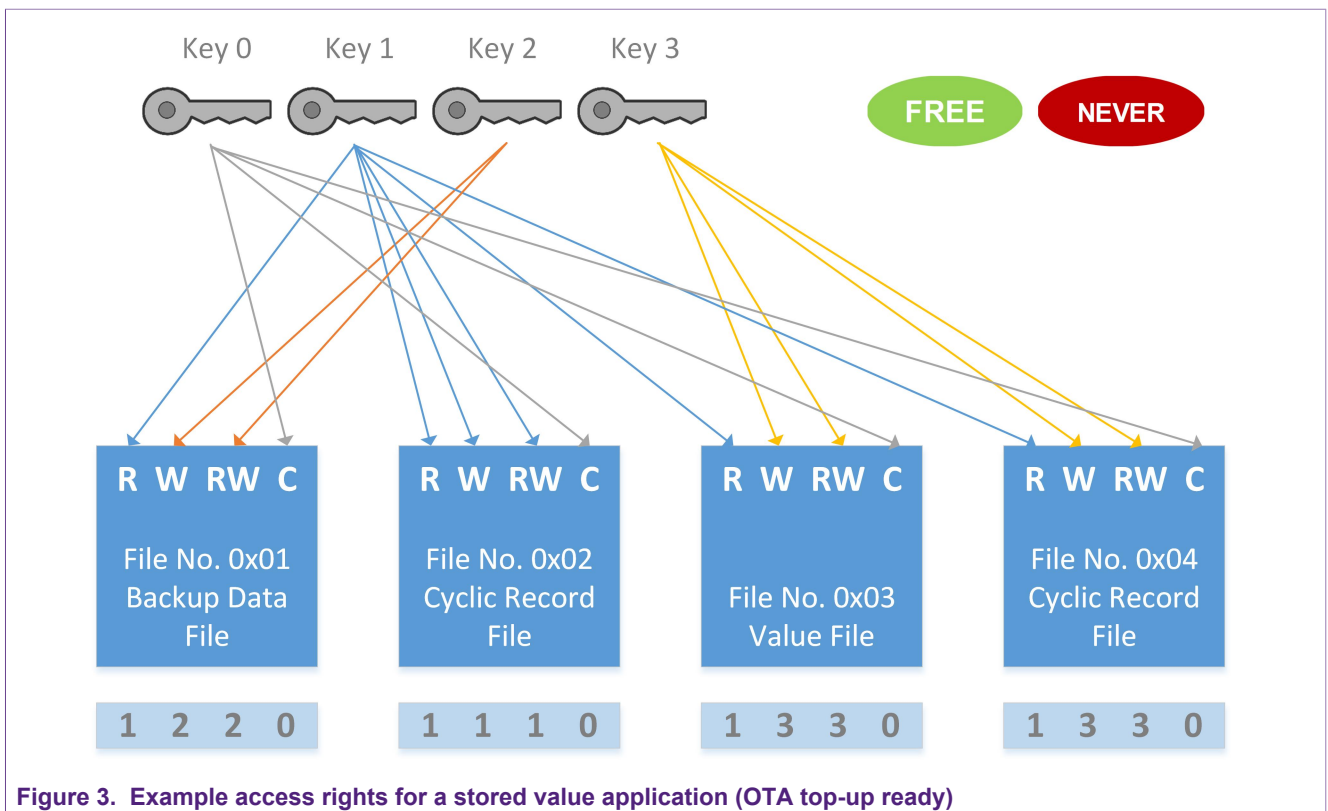 Key 0 Key 1 Key 2 Key 3
FREE NEVER
R W RW C
File No. 0x01
Backup Data
File
1 2 2 0
R W RW C
File No. 0x02
Cyclic Record
File
1 1 1 0
R W RW C
File No. 0x03
Value File
1 3 3 0
R W RW C
File No. 0x04
Cyclic Record
File
1 3 3 0
Figure 3. Example access rights for a stored value application (OTA top-up ready)